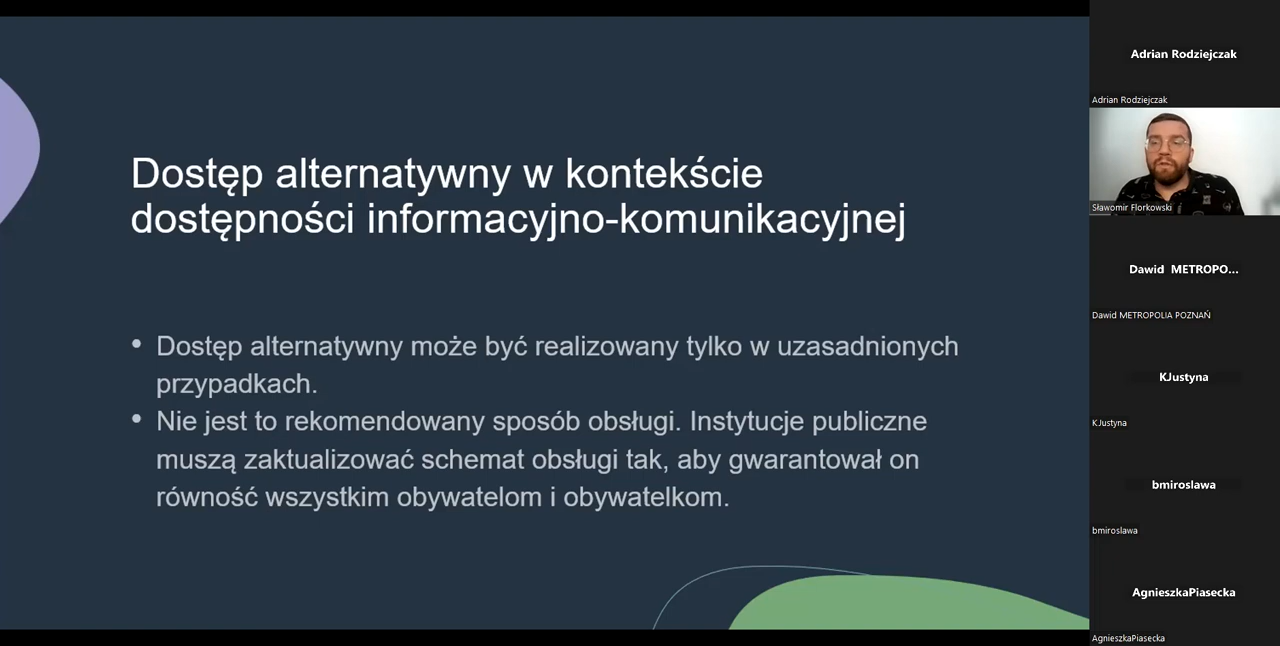 Dostęp alternatywny w kontekście
dostępności informacyjno-komunikacyjnej
• Dostęp alternatywny może być realizowany tylko w uzasadnionych
przypadkach.
• Nie jest to rekomendowany sposób obsługi. Instytucje publiczne
muszą zaktualizować schemat obsługi tak, aby gwarantował on
równość wszystkim obywatelom i obywatelkom.
Adrian Rodziejczak
Adrian Rodziejczak
Sławomir Florkowski
Dawid METROPO...
Dawid METROPOLIA POZNAŃ
KJustyna
KJustyna
bmiroslawa
bmiroslawa
AgnieszkaPiasecka
AgnieszkaPiasecka